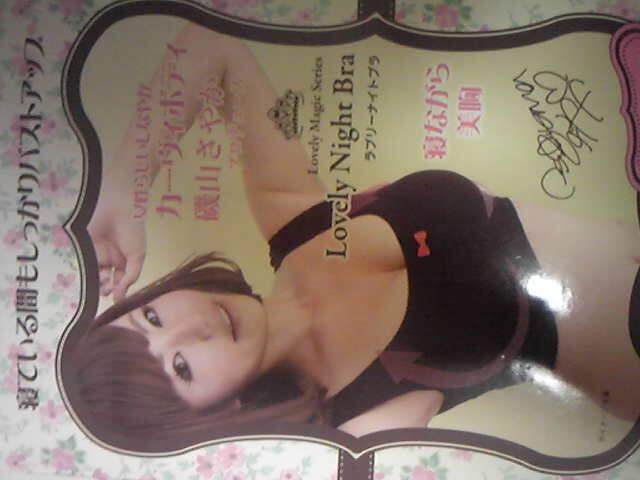 寝ている間もしっかりバストアップ
カーヴィボディ
磯山さやか
Lovely Magic Series
Lovely Night Bra
ラブリーナイトブラ
寝ながら
美胸